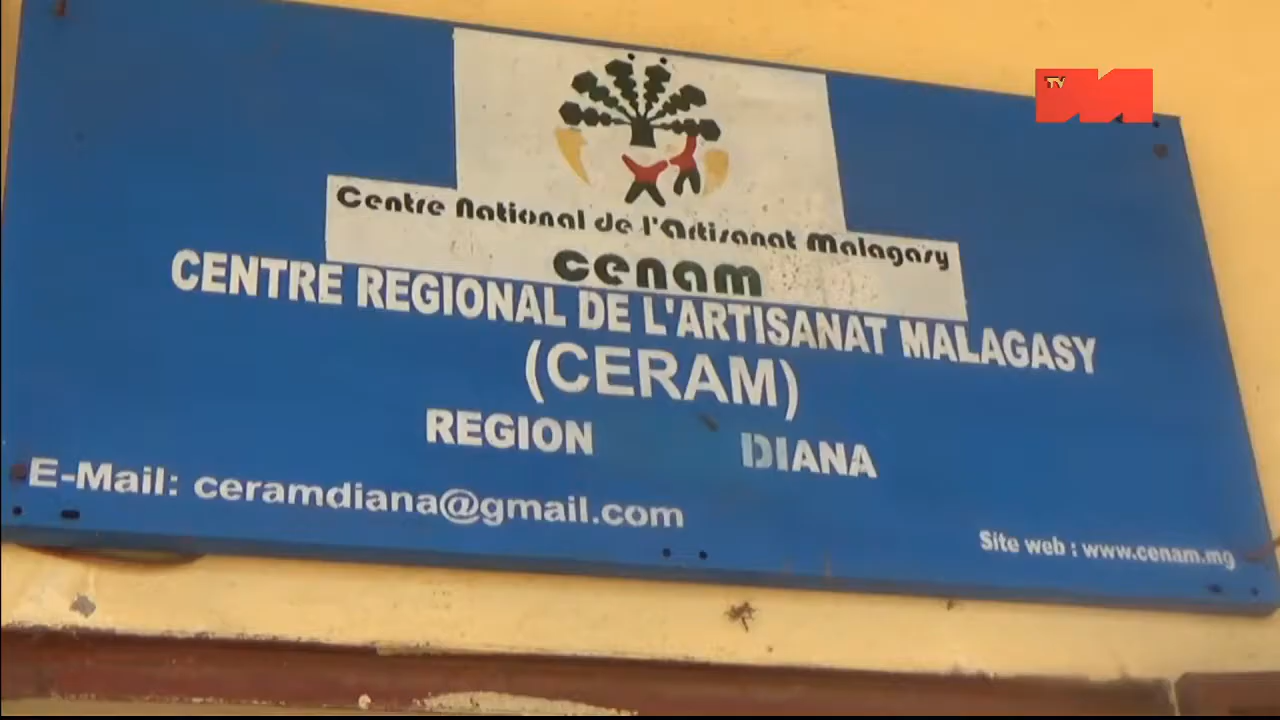 TV
Centre National de l'Artisanat Malagasy
cenam
CENTRE REGIONAL DE L'ARTISANAT MALAGASY
(CERAM)
REGION DIANA
E-Mail: ceramdiana@gmail.com
Site web : www.cenam.mg